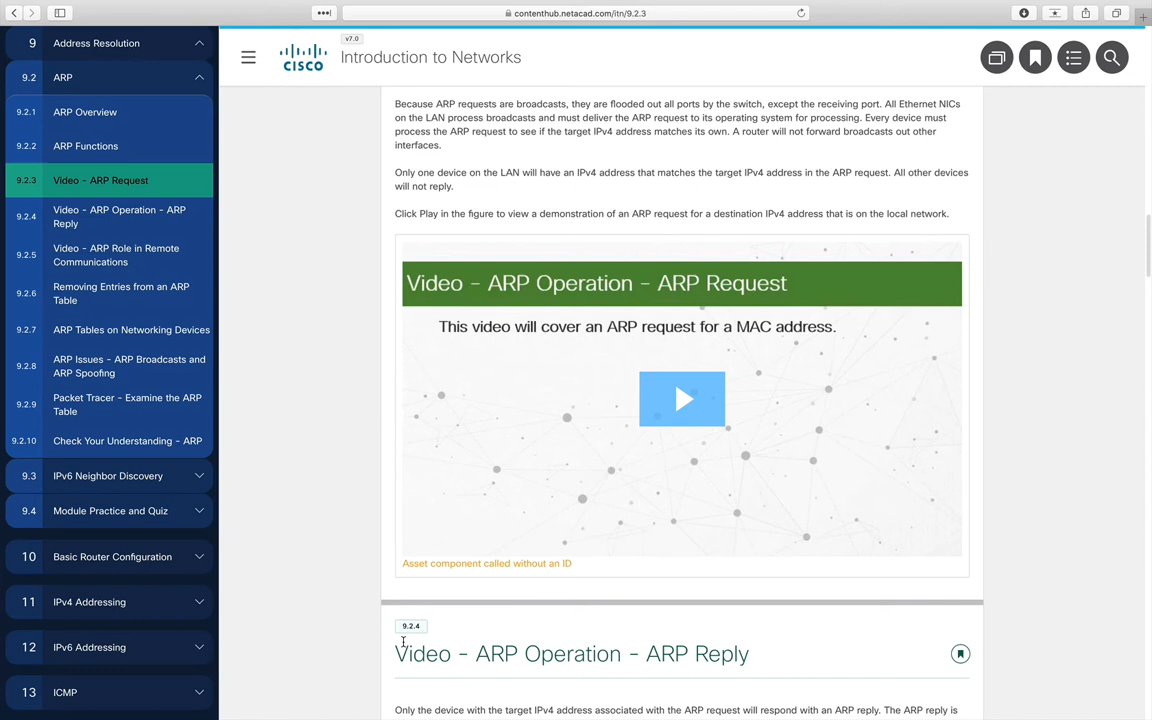 contenthub.netacad.com/itn/9.2.3
9 Address Resolution
9.2 ARP
9.2.1 ARP Overview
9.2.2 ARP Functions
9.2.3 Video - ARP Request
9.2.4 Video - ARP Operation - ARP
Reply
9.2.5 Video - ARP Role in Remote
Communications
9.2.6 Removing Entries from an ARP
Table
9.2.7 ARP Tables on Networking Devices
9.2.8 ARP Issues - ARP Broadcasts and
ARP Spoofing
9.2.9 Packet Tracer - Examine the ARP
Table
9.2.10 Check Your Understanding - ARP
9.3 IPv6 Neighbor Discovery
9.4 Module Practice and Quiz
10 Basic Router Configuration
11 IPv4 Addressing
12 IPv6 Addressing
13 ICMP
CISCO
v7.0
Introduction to Networks
Because ARP requests are broadcasts, they are flooded out all ports by the switch, except the receiving port. All Ethernet NICs
on the LAN process broadcasts and must deliver the ARP request to its operating system for processing. Every device must
process the ARP request to see if the target IPv4 address matches its own. A router will not forward broadcasts out other
interfaces.
Only one device on the LAN will have an IPv4 address that matches the target IPv4 address in the ARP request. All other devices
will not reply.
Click Play in the figure to view a demonstration of an ARP request for a destination IPv4 address that is on the local network.
Video - ARP Operation - ARP Request
This video will cover an ARP request for a MAC address.
Asset component called without an ID
9.2.4
Video - ARP Operation - ARP Reply
Only the device with the target IPv4 address associated with the ARP request will respond with an ARP reply. The ARP reply is